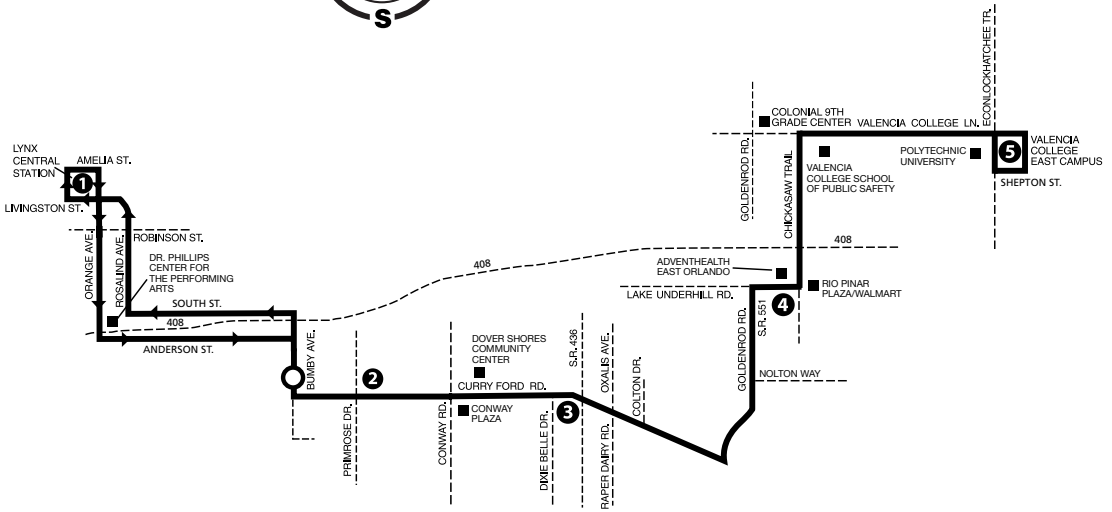 S
ECONLOCKHATCHEE TR.
COLONIAL 9TH
GRADE CENTER
VALENCIA COLLEGE LN.
GOLDENROD RD.
CHICKASAW TRAIL
VALENCIA
COLLEGE SCHOOL
OF PUBLIC SAFETY
POLYTECHNIC
UNIVERSITY
5
VALENCIA
COLLEGE
EAST CAMPUS
SHEPTON ST.
LYNX
CENTRAL
STATION
AMELIA ST.
1
LIVINGSTON ST.
ORANGE AVE.
ROSALIND AVE.
ROBINSON ST.
DR. PHILLIPS
CENTER FOR
THE PERFORMING
ARTS
SOUTH ST.
408
ANDERSON ST.
BUMBY AVE.
408
408
ADVENTHEALTH
EAST ORLANDO
LAKE UNDERHILL RD.
RIO PINAR
PLAZA/WALMART
4
GOLDENROD RD.
S.R. 551
NOLTON WAY
PRIMROSE DR.
2
CONWAY RD.
DOVER SHORES
COMMUNITY
CENTER
CURRY FORD RD.
CONWAY
PLAZA
DIXIE BELLE DR.
3
S.R. 436
OXALIS AVE.
RAPER DAIRY RD.
COLTON DR.